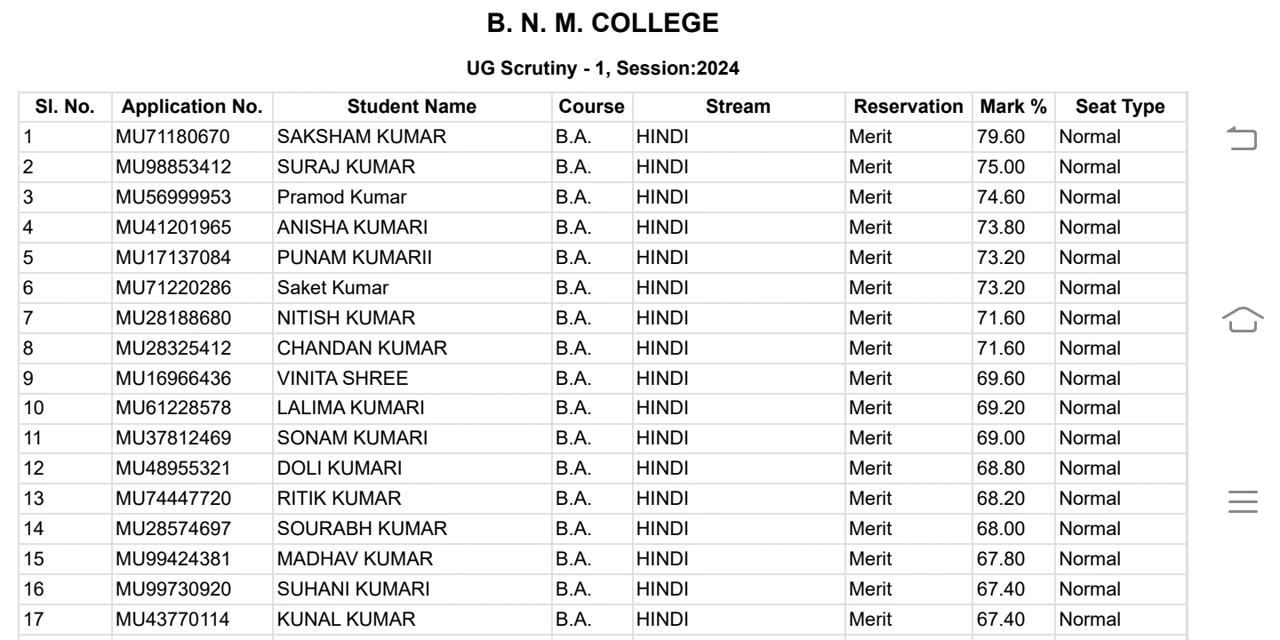 B. N. M. COLLEGE
UG Scrutiny - 1, Session:2024
Sl. No. Application No. Student Name Course Stream Reservation Mark % Seat Type
1 MU71180670 SAKSHAM KUMAR B.A. HINDI Merit 79.60 Normal
2 MU98853412 SURAJ KUMAR B.A. HINDI Merit 75.00 Normal
3 MU56999953 Pramod Kumar B.A. HINDI Merit 74.60 Normal
4 MU41201965 ANISHA KUMARI B.A. HINDI Merit 73.80 Normal
5 MU17137084 PUNAM KUMARII B.A. HINDI Merit 73.20 Normal
6 MU71220286 Saket Kumar B.A. HINDI Merit 73.20 Normal
7 MU28188680 NITISH KUMAR B.A. HINDI Merit 71.60 Normal
8 MU28325412 CHANDAN KUMAR B.A. HINDI Merit 71.60 Normal
9 MU16966436 VINITA SHREE B.A. HINDI Merit 69.60 Normal
10 MU61228578 LALIMA KUMARI B.A. HINDI Merit 69.20 Normal
11 MU37812469 SONAM KUMARI B.A. HINDI Merit 69.00 Normal
12 MU48955321 DOLI KUMARI B.A. HINDI Merit 68.80 Normal
13 MU74447720 RITIK KUMAR B.A. HINDI Merit 68.20 Normal
14 MU28574697 SOURABH KUMAR B.A. HINDI Merit 68.00 Normal
15 MU99424381 MADHAV KUMAR B.A. HINDI Merit 67.80 Normal
16 MU99730920 SUHANI KUMARI B.A. HINDI Merit 67.40 Normal
17 MU43770114 KUNAL KUMAR B.A. HINDI Merit 67.40 Normal